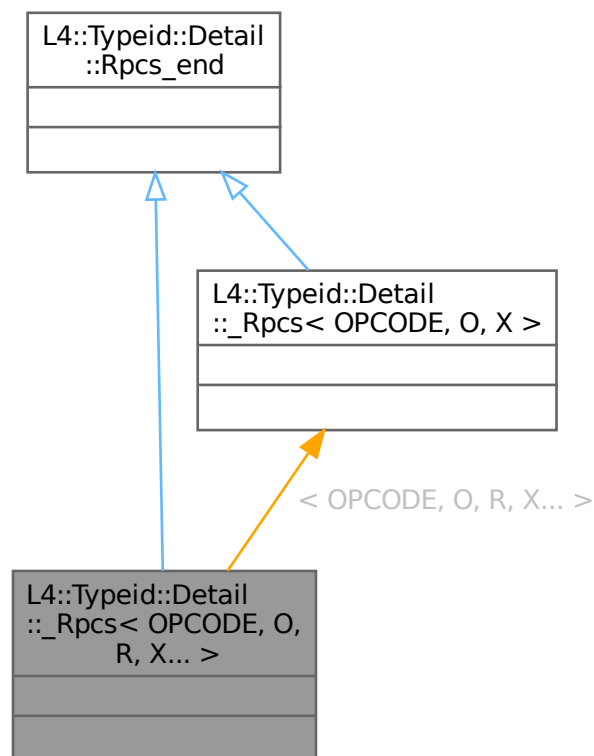 L4::Typeid::Detail
::Rpcs_end
L4::Typeid::Detail
::_Rpcs< OPCODE, O, X >
< OPCODE, O, R, X... >
L4::Typeid::Detail
::_Rpcs< OPCODE, O,
R, X... >